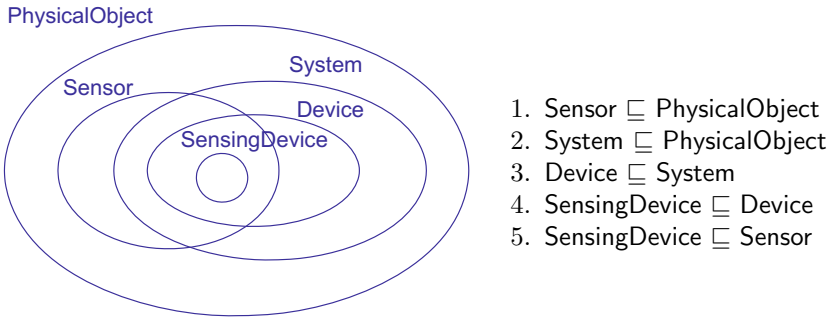 PhysicalObject
System
Sensor
Device
SensingDevice
1. Sensor ⊑ PhysicalObject
2. System ⊑ PhysicalObject
3. Device ⊑ System
4. SensingDevice ⊑ Device
5. SensingDevice ⊑ Sensor